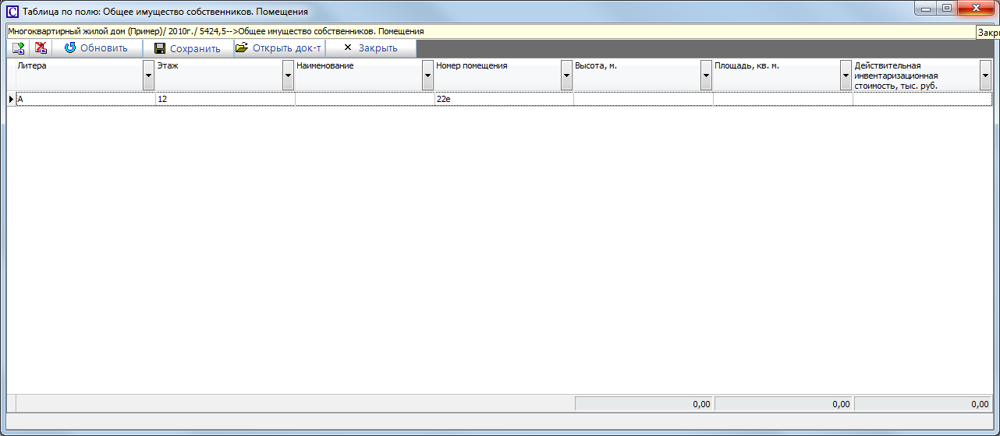 C Таблица по полю: Общее имущество собственников. Помещения
Многоквартирный жилой дом (Пример)/ 2010г./ 5424,5-->Общее имущество собственников. Помещения
Закр
Обновить Сохранить Открыть док-т Закрыть
Литера Этаж Наименование Номер помещения Высота, м. Площадь, кв. м. Действительная
инвентаризационная
стоимость, тыс. руб.
А 12 22е
0,00 0,00 0,00